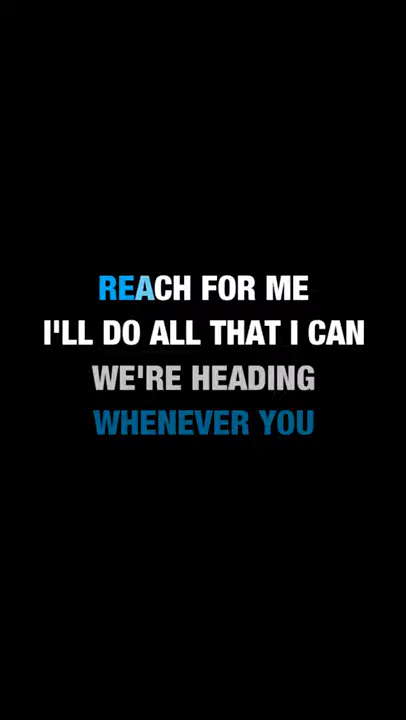 REACH FOR ME
I'LL DO ALL THAT I CAN
WE'RE HEADING
WHENEVER YOU